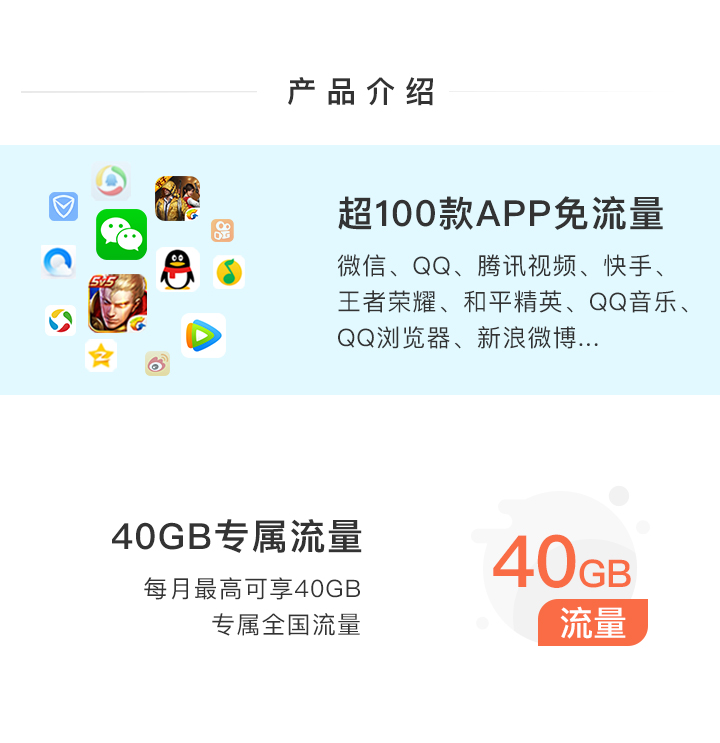 产品介绍
超100款APP免流量
微信、QQ、腾讯视频、快手、
王者荣耀、和平精英、QQ音乐、
QQ浏览器、新浪微博...
5v5
40GB专属流量
每月最高可享40GB
专属全国流量
40GB
流量